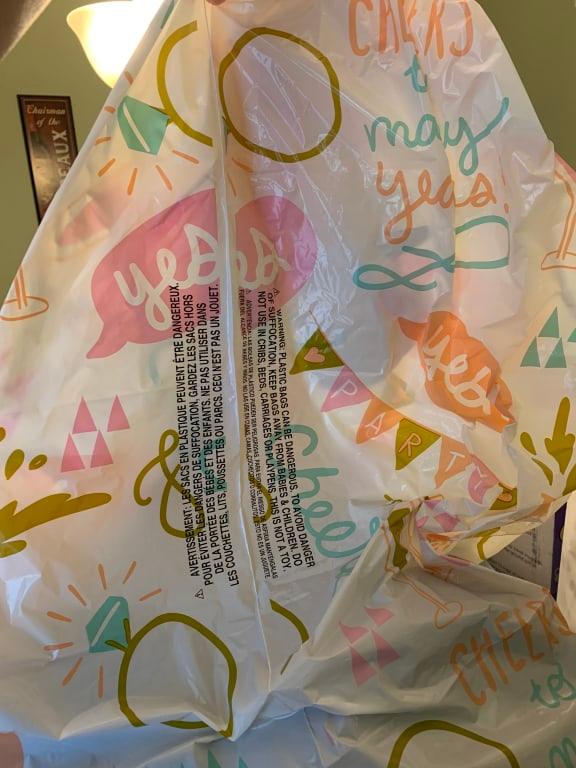 CHEERS
to
many
yeas!
Chairman
of the
EAUX
yes
yes
yes
PARTY
AVERTISSEMENT: LES SACS EN PLASTIQUE PEUVENT ÊTRE DANGEREUX.
POUR ÉVITER LES DANGERS DE SUFFOCATION, GARDEZ LES SACS HORS
DE LA PORTÉE DES BÉBÉS ET DES ENFANTS. NE PAS UTILISER DANS
LES COUCHETTES, LITS, POUSSETTES OU PARCS. CECI N'EST PAS UN JOUET.
WARNING: PLASTIC BAGS CAN BE DANGEROUS. TO AVOID DANGER
OF SUFFOCATION, KEEP BAGS AWAY FROM BABIES & CHILDREN. DO
NOT USE IN CRIBS, BEDS, CARRIAGES OR PLAYPENS. THIS IS NOT A TOY.
&
CHEERS
to